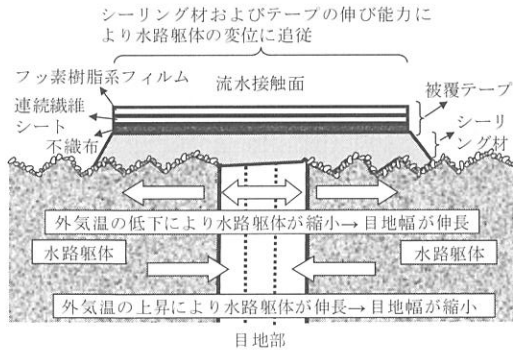 シーリング材およびテープの伸び能力に
より水路躯体の変位に追従
フッ素樹脂系フィルム
流水接触面
連続繊維
シート
不織布
被覆テープ
シーリ
ング材
外気温の低下により水路躯体が縮小→目地幅が伸長
水路躯体
水路躯体
外気温の上昇により水路躯体が伸長→目地幅が縮小
目地部